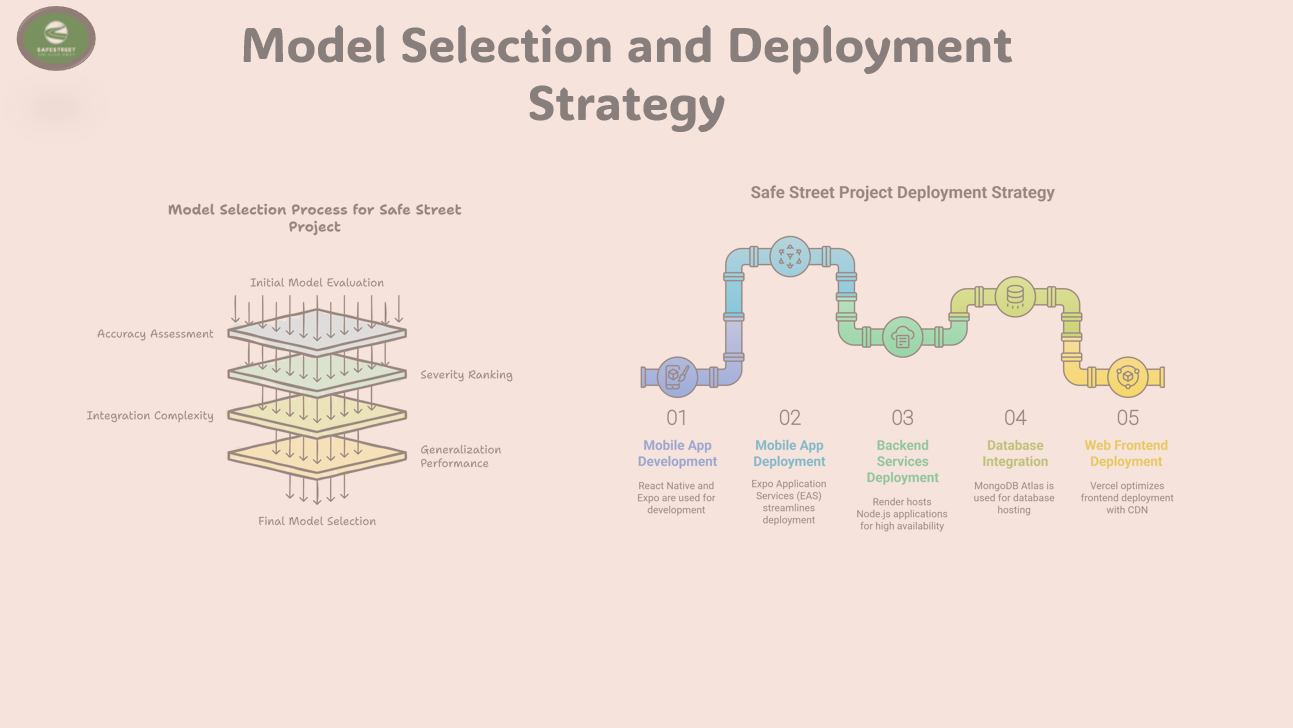 SAFESTREET
Model Selection and Deployment
Strategy
Model Selection Process for Safe Street
Project
Initial Model Evaluation
Accuracy Assessment
Severity Ranking
Integration Complexity
Generalization
Performance
Final Model Selection
Safe Street Project Deployment Strategy
01
Mobile App
Development
React Native and
Expo are used for
development
02
Mobile App
Deployment
Expo Application
Services (EAS)
streamlines
deployment
03
Backend
Services
Deployment
Render hosts
Node.js applications
for high availability
04
Database
Integration
MongoDB Atlas is
used for database
hosting
05
Web Frontend
Deployment
Vercel optimizes
frontend deployment
with CDN